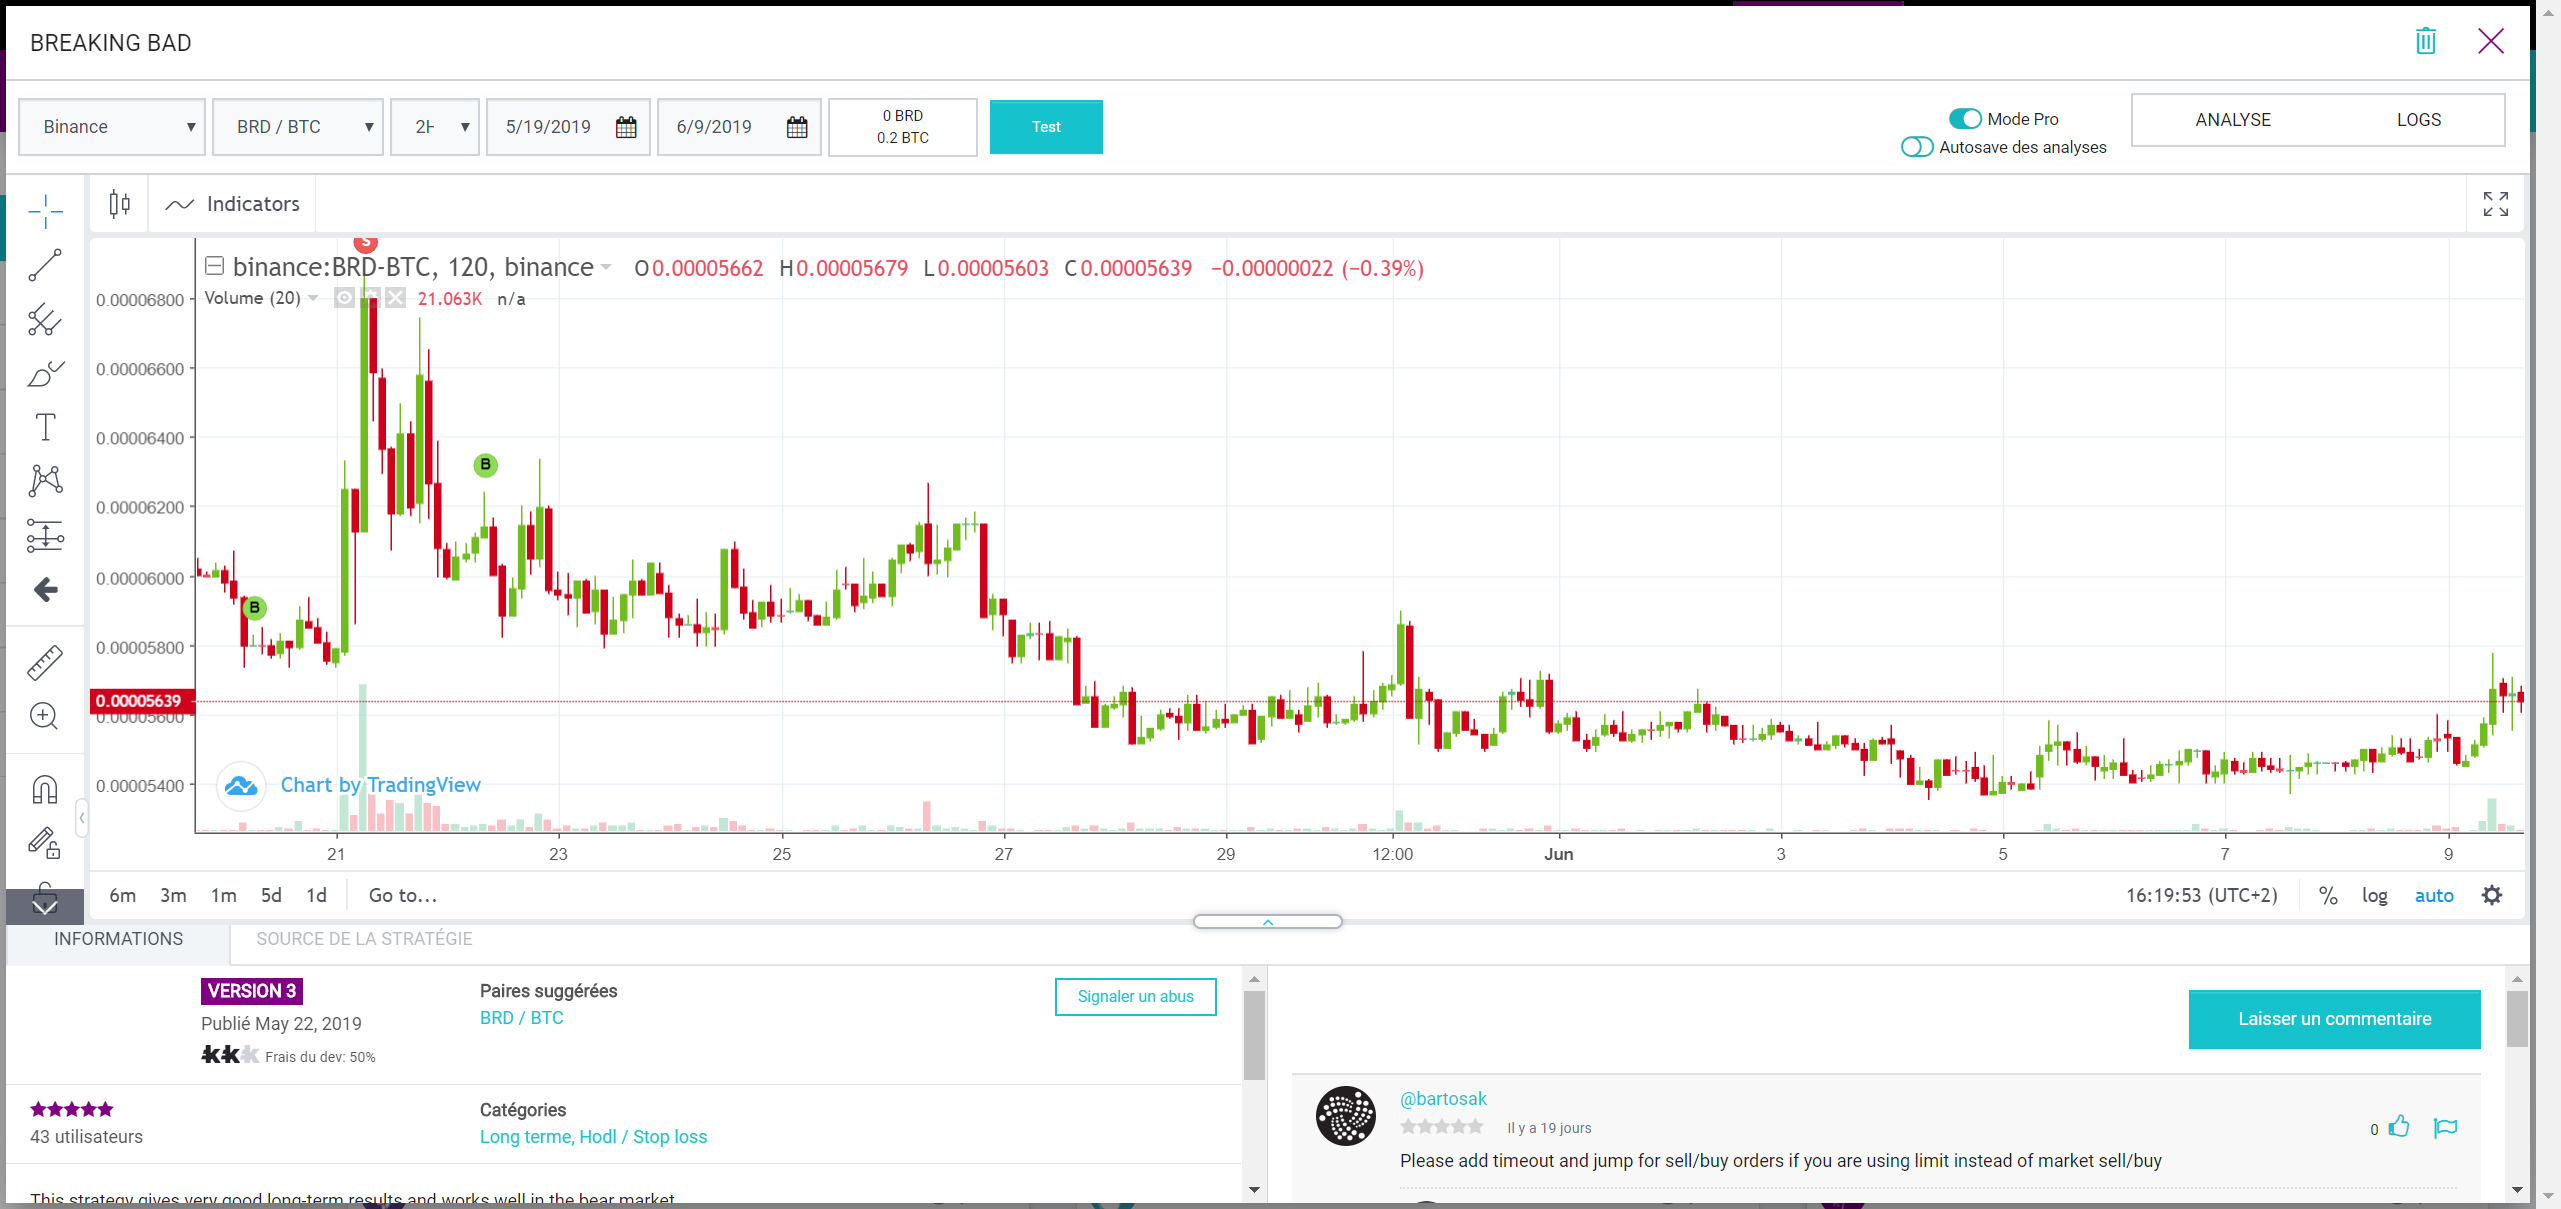 BREAKING BAD
Binance
BRD / BTC
5/19/2019
6/9/2019
0 BRD
0.2 BTC
Test
Mode Pro
Autosave des analyses
ANALYSE
LOGS
Indicators
S
binance:BRD-BTC, 120, binance O0.00005662 H0.00005679 L0.00005603 C0.00005639 −0.00000022 (−0.39%)
Volume (20) 21.063K n/a
0.00006800
0.00006600
0.00006400
0.00006200
0.00006000
0.00005800
0.00005639
0.00005600
0.00005400
B
B
Chart by TradingView
21 23 25 27 29 12:00 Jun 3 5 7 9
6m 3m 1m 5d 1d Go to...
16:19:53 (UTC+2) % log auto
INFORMATIONS
SOURCE DE LA STRATÉGIE
VERSION 3
Publié May 22, 2019
Frais du dev: 50%
Paires suggérées
BRD / BTC
Signaler un abus
43 utilisateurs
Catégories
Long terme, Hodl / Stop loss
This strategy gives very good long-term results and works well in the bear market
Laisser un commentaire
@bartosak
Il y a 19 jours
0
Please add timeout and jump for sell/buy orders if you are using limit instead of market sell/buy